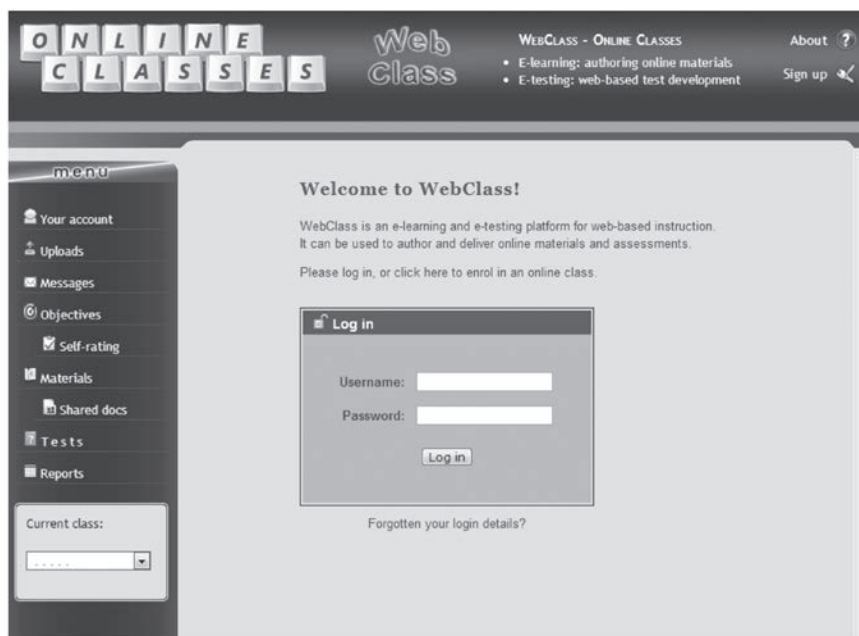 ONLINE
CLASSES
Web
Class
WEBCLASS - ONLINE CLASSES
• E-learning: authoring online materials
• E-testing: web-based test development
About ?
Sign up
menu
Your account
Uploads
Messages
Objectives
Self-rating
Materials
Shared docs
Tests
Reports
Current class:
.....
Welcome to WebClass!
WebClass is an e-learning and e-testing platform for web-based instruction.
It can be used to author and deliver online materials and assessments.
Please log in, or click here to enrol in an online class.
Log in
Username:
Password:
Log in
Forgotten your login details?